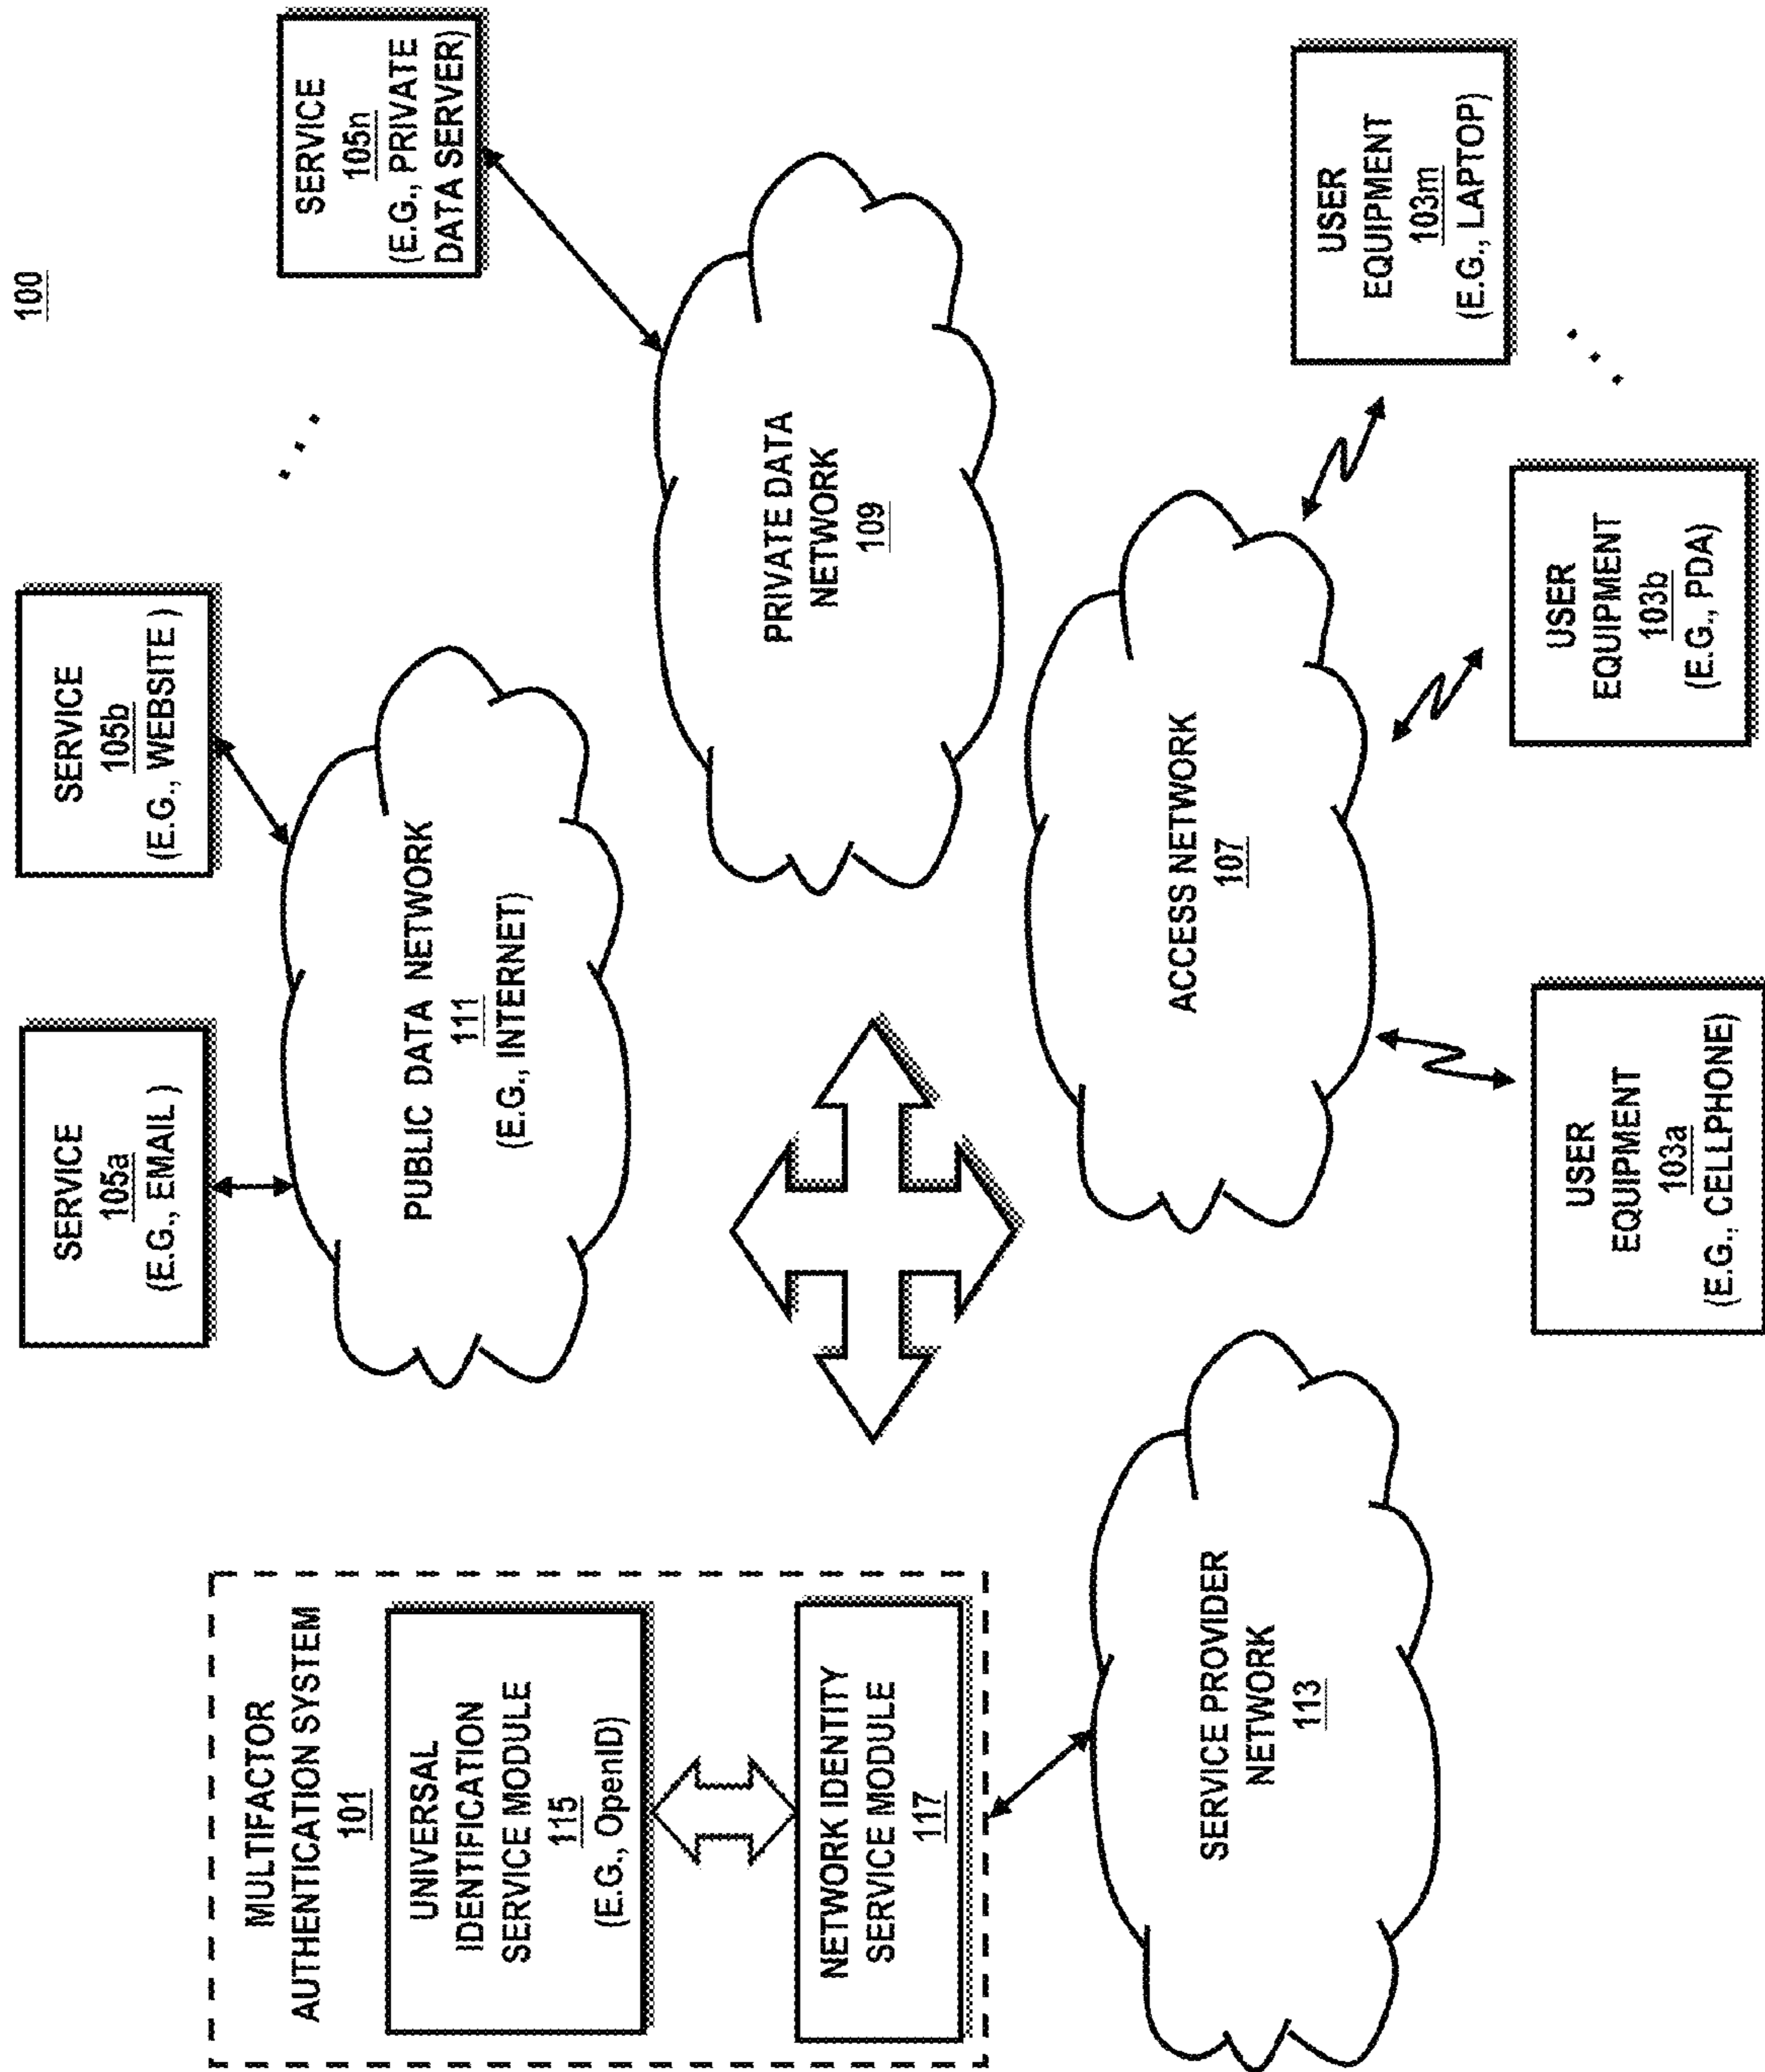 100
MULTIFACTOR
AUTHENTICATION SYSTEM
101
UNIVERSAL
IDENTIFICATION
SERVICE MODULE
115
(E.G., OpenID)
NETWORK IDENTITY
SERVICE MODULE
117
SERVICE
105a
(E.G., EMAIL )
SERVICE
105b
(E.G., WEBSITE )
SERVICE
105n
(E.G., PRIVATE
DATA SERVER)
PUBLIC DATA NETWORK
111
(E.G., INTERNET)
PRIVATE DATA
NETWORK
109
SERVICE PROVIDER
NETWORK
113
ACCESS NETWORK
107
USER
EQUIPMENT
103a
(E.G., CELLPHONE)
USER
EQUIPMENT
103b
(E.G., PDA)
USER
EQUIPMENT
103m
(E.G., LAPTOP)